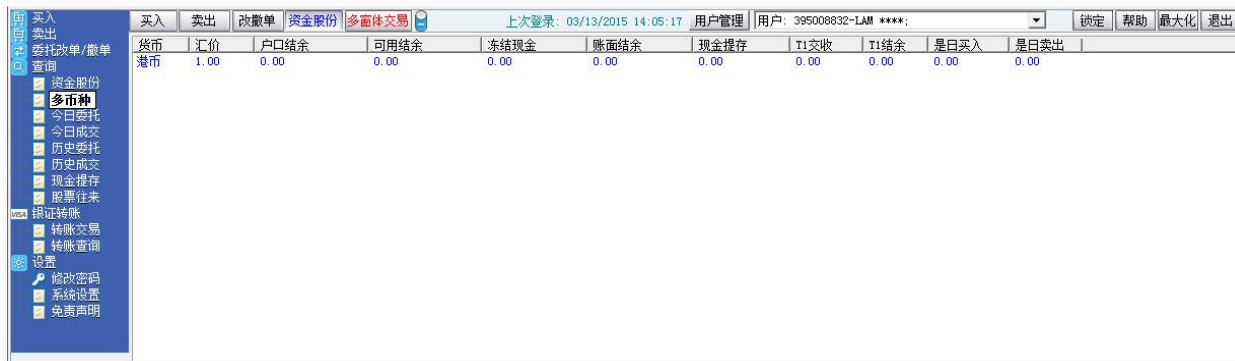 买入 卖出 改撤单 资金股份 多窗体交易 上次登录: 03/13/2015 14:05:17 用户管理 用户: 395008832-LAM ****; 锁定 帮助 最大化 退出
买入
卖出
委托改单/撤单
查询
资金股份
多币种
今日委托
今日成交
历史委托
历史成交
现金提存
股票往来
VISA 银证转账
转账交易
转账查询
设置
修改密码
系统设置
免责声明
货币 汇价 户口结余 可用结余 冻结现金 账面结余 现金提存 T1交收 T1结余 是日买入 是日卖出
港币 1.00 0.00 0.00 0.00 0.00 0.00 0.00 0.00 0.00 0.00